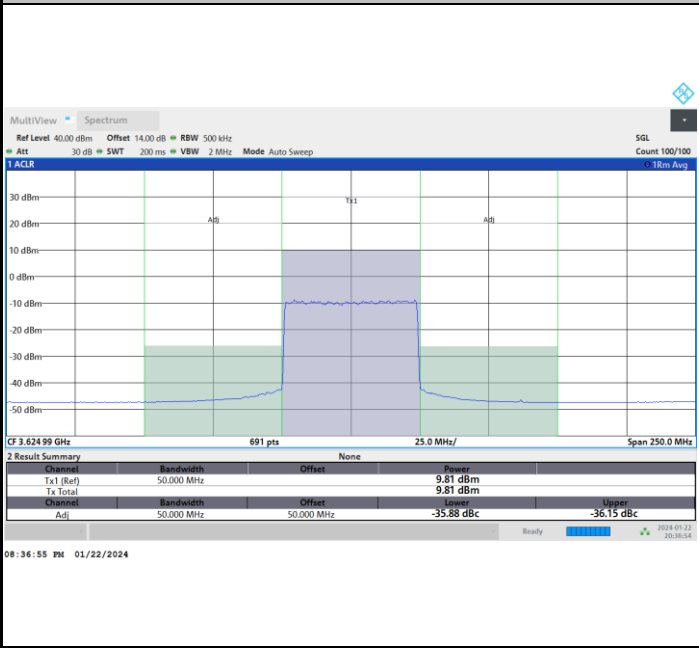 MultiView Spectrum
Ref Level 40.00 dBm Offset 14.00 dB RBW 500 kHz SGL
Att 30 dB SWT 200 ms VBW 2 MHz Mode Auto Sweep Count 100/100
1 ACLR 1Rm Avg
30 dBm
Tx1
20 dBm
Adj Adj
10 dBm
0 dBm
-10 dBm
-20 dBm
-30 dBm
-40 dBm
-50 dBm
CF 3.624 99 GHz 691 pts 25.0 MHz/ Span 250.0 MHz
2 Result Summary None
Channel Bandwidth Offset Power
Tx1 (Ref) 50.000 MHz 9.81 dBm
Tx Total 9.81 dBm
Channel Bandwidth Offset Lower Upper
Adj 50.000 MHz 50.000 MHz -35.88 dBc -36.15 dBc
Ready 2024-01-22
20:36:54
08:36:55 PM 01/22/2024